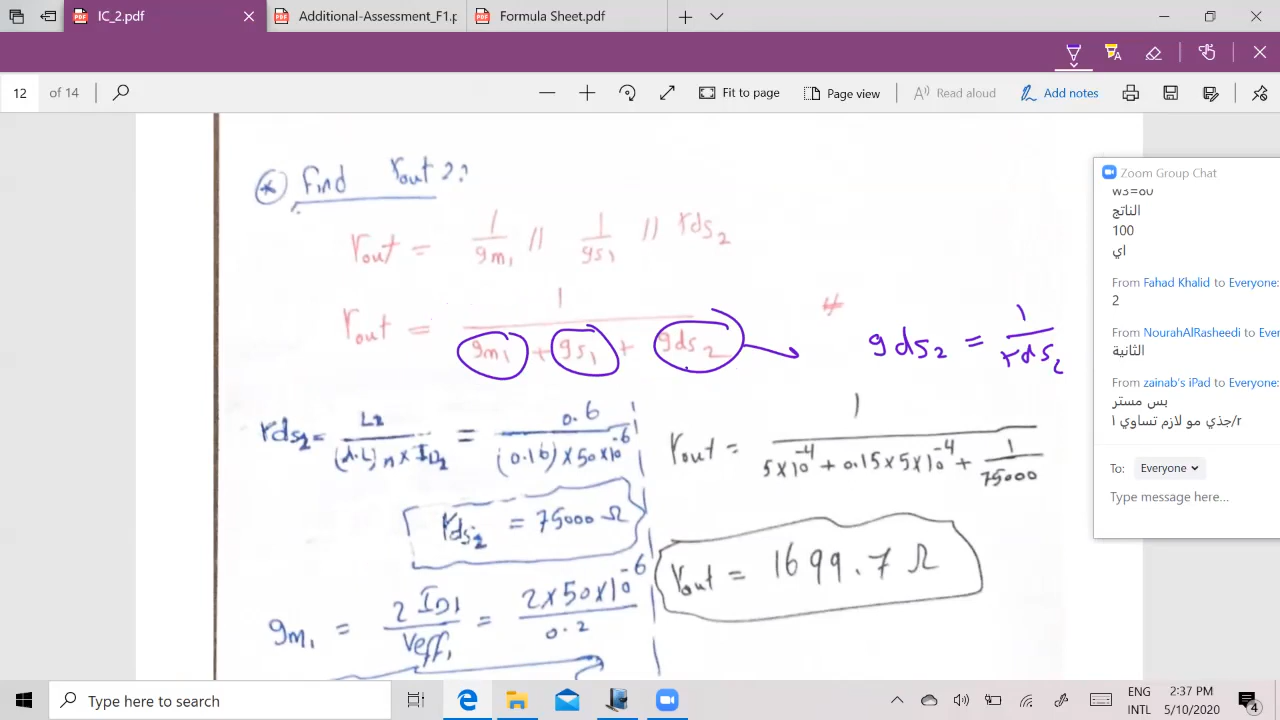 IC_2.pdf
Additional-Assessment_F1.p
Formula Sheet.pdf
12 of 14
Fit to page
Page view
Read aloud
Add notes
* Find rout ??
rout = 1/gm1 // 1/gs1 // rds2
rout = 1/(gm1 + gs1 + gds2) #
gds2 = 1/rds2
rds2 = L2/((λ.L)n × ID2) = 0.6/((0.16) × 50×10^-6)
rds2 = 75000 Ω
gm1 = 2 ID1/Veff1 = 2×50×10^-6/0.2
rout = 1/(5×10^-4 + 0.15×5×10^-4 + 1/75000)
rout = 1699.7 Ω
Zoom Group Chat
w3=80
الناتج
100
اي
From Fahad Khalid to Everyone:
2
From NourahAlRasheedi to Ever
الثانية
From zainab's iPad to Everyone:
بس مستر
جذي مو لازم تساوي ١/r
To: Everyone
Type message here...
Type here to search
ENG
INTL
2:37 PM
5/10/2020
4